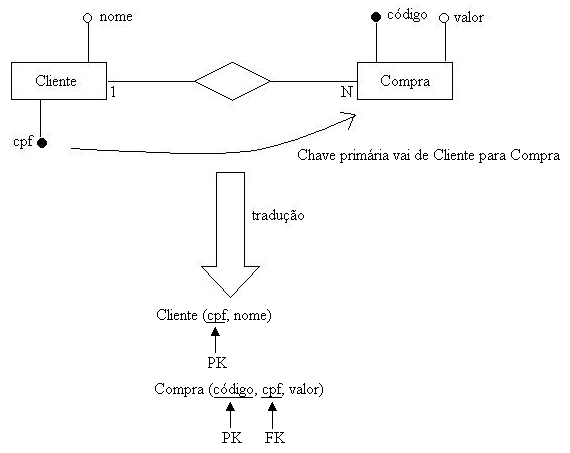 nome
código
valor
Cliente
Compra
1
N
cpf
Chave primária vai de Cliente para Compra
tradução
Cliente (cpf, nome)
PK
Compra (código, cpf, valor)
PK FK